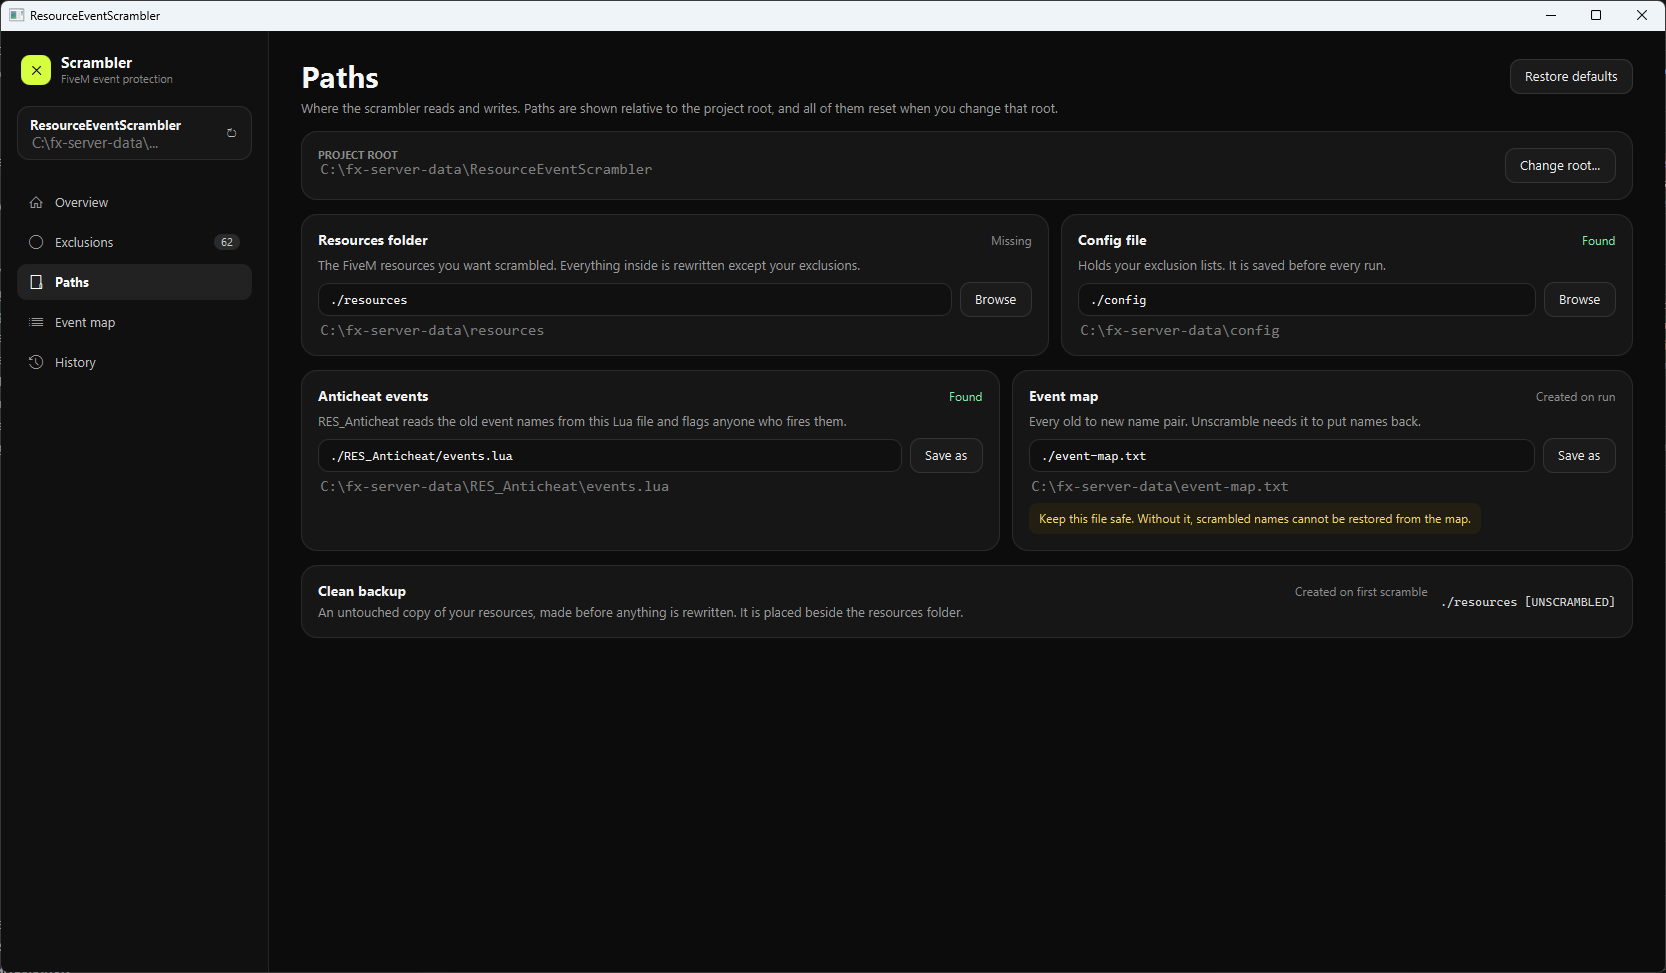 ResourceEventScrambler
Scrambler
FiveM event protection
ResourceEventScrambler
C:\fx-server-data\...
Overview
Exclusions 62
Paths
Event map
History
Paths
Restore defaults
Where the scrambler reads and writes. Paths are shown relative to the project root, and all of them reset when you change that root.
PROJECT ROOT
C:\fx-server-data\ResourceEventScrambler
Change root...
Resources folder Missing
The FiveM resources you want scrambled. Everything inside is rewritten except your exclusions.
./resources Browse
C:\fx-server-data\resources
Config file Found
Holds your exclusion lists. It is saved before every run.
./config Browse
C:\fx-server-data\config
Anticheat events Found
RES_Anticheat reads the old event names from this Lua file and flags anyone who fires them.
./RES_Anticheat/events.lua Save as
C:\fx-server-data\RES_Anticheat\events.lua
Event map Created on run
Every old to new name pair. Unscramble needs it to put names back.
./event-map.txt Save as
C:\fx-server-data\event-map.txt
Keep this file safe. Without it, scrambled names cannot be restored from the map.
Clean backup
An untouched copy of your resources, made before anything is rewritten. It is placed beside the resources folder.
Created on first scramble
./resources [UNSCRAMBLED]